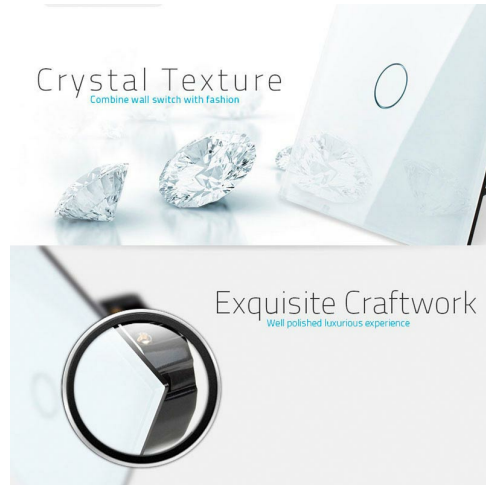 Crystal Texture
Combine wall switch with fashion
Exquisite Craftwork
Well polished luxurious experience